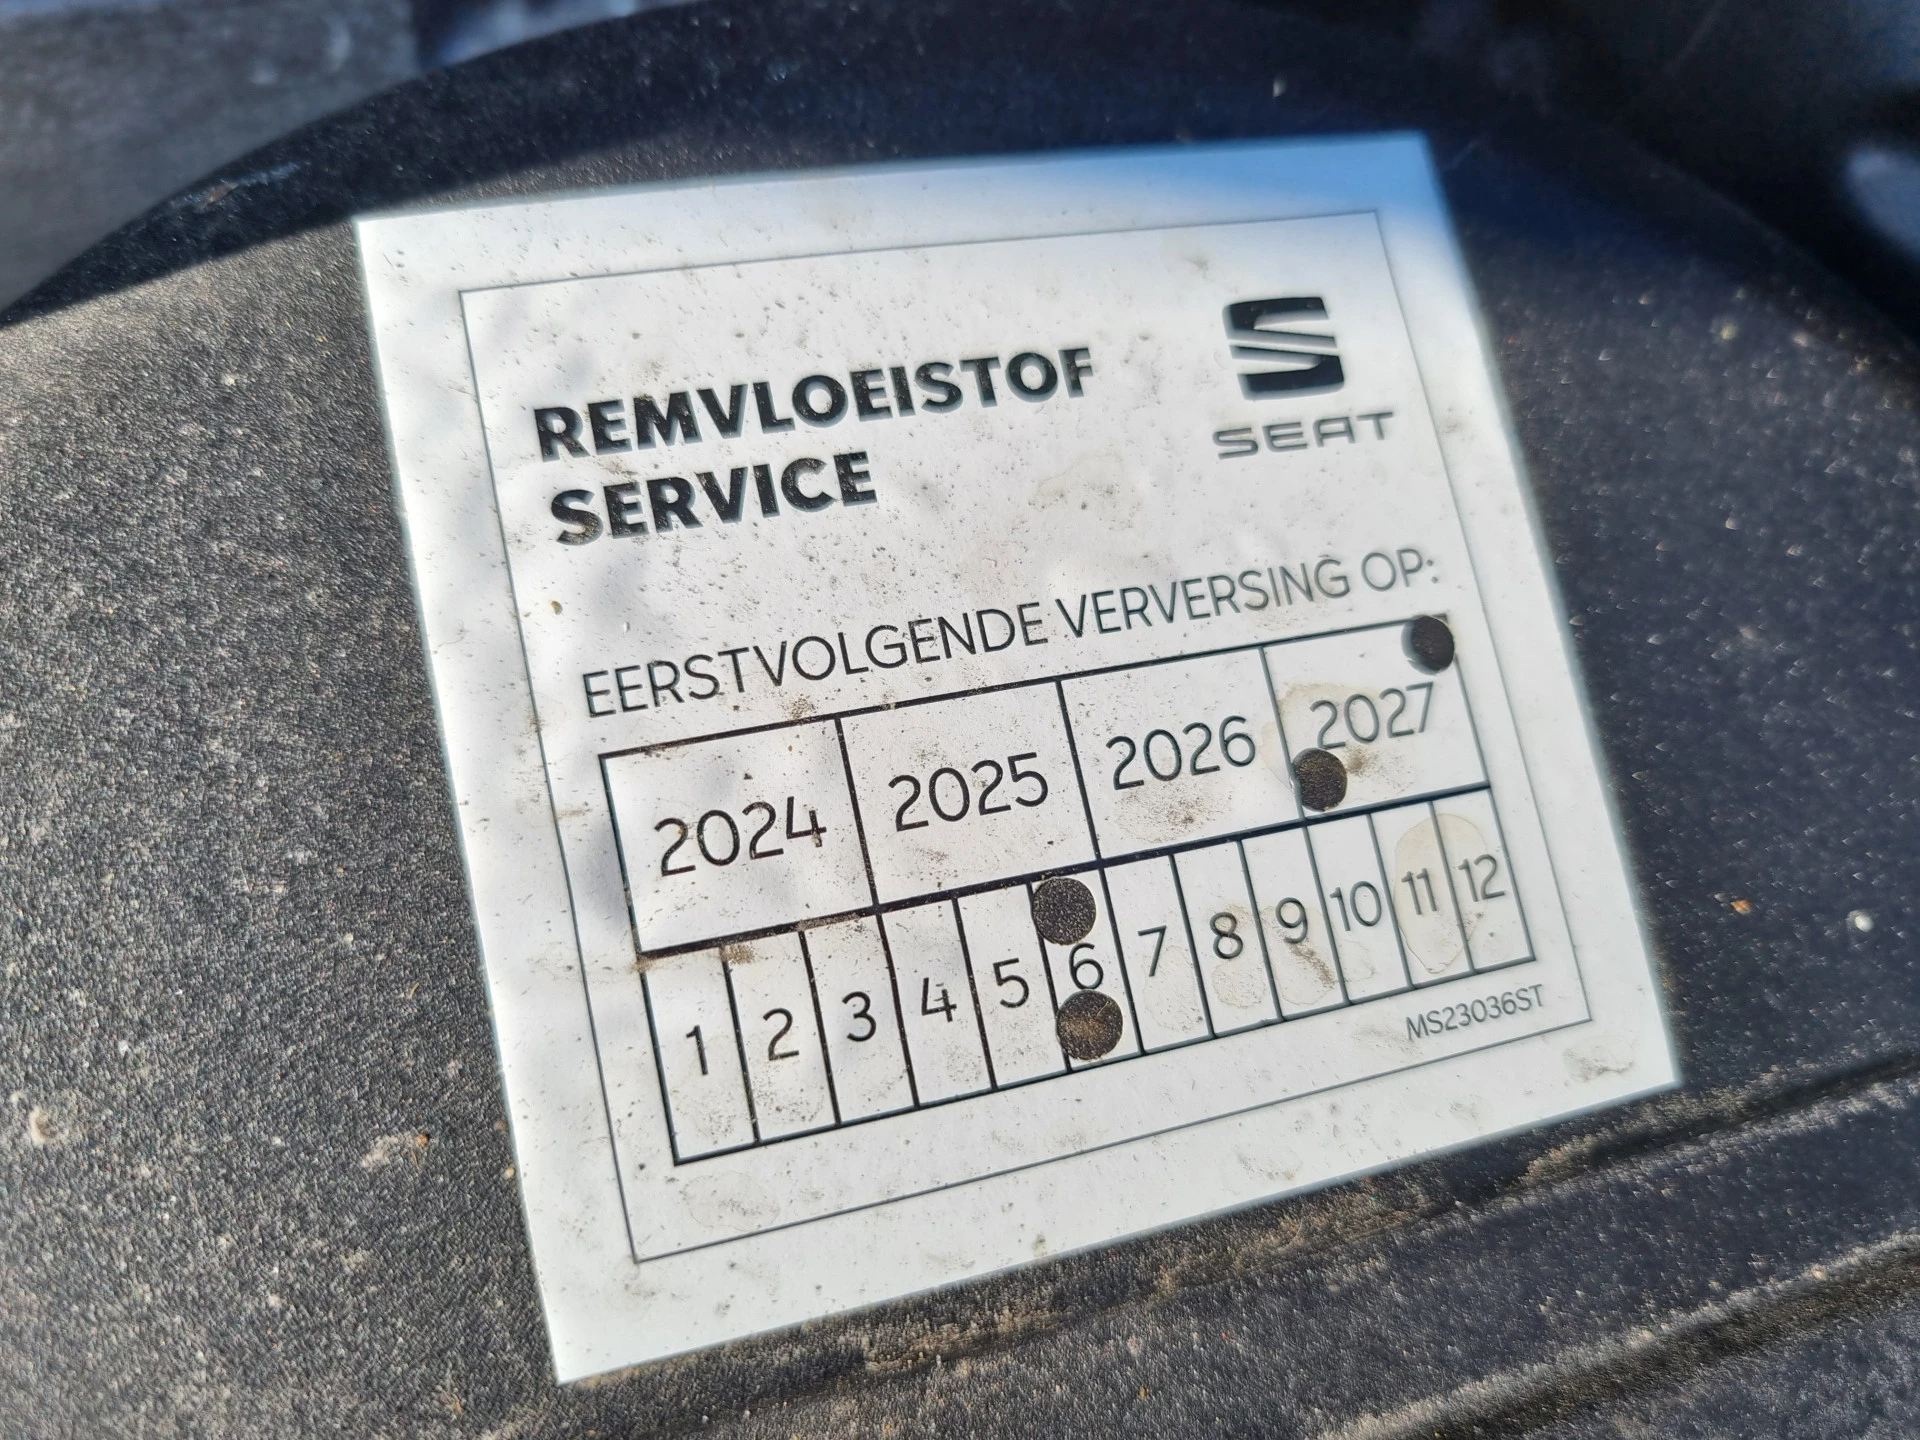 REMVLOEISTOF
SERVICE
SEAT
EERSTVOLGENDE VERVERSING OP:
2024 2025 2026 2027
1 2 3 4 5 6 7 8 9 10 11 12
MS23036ST